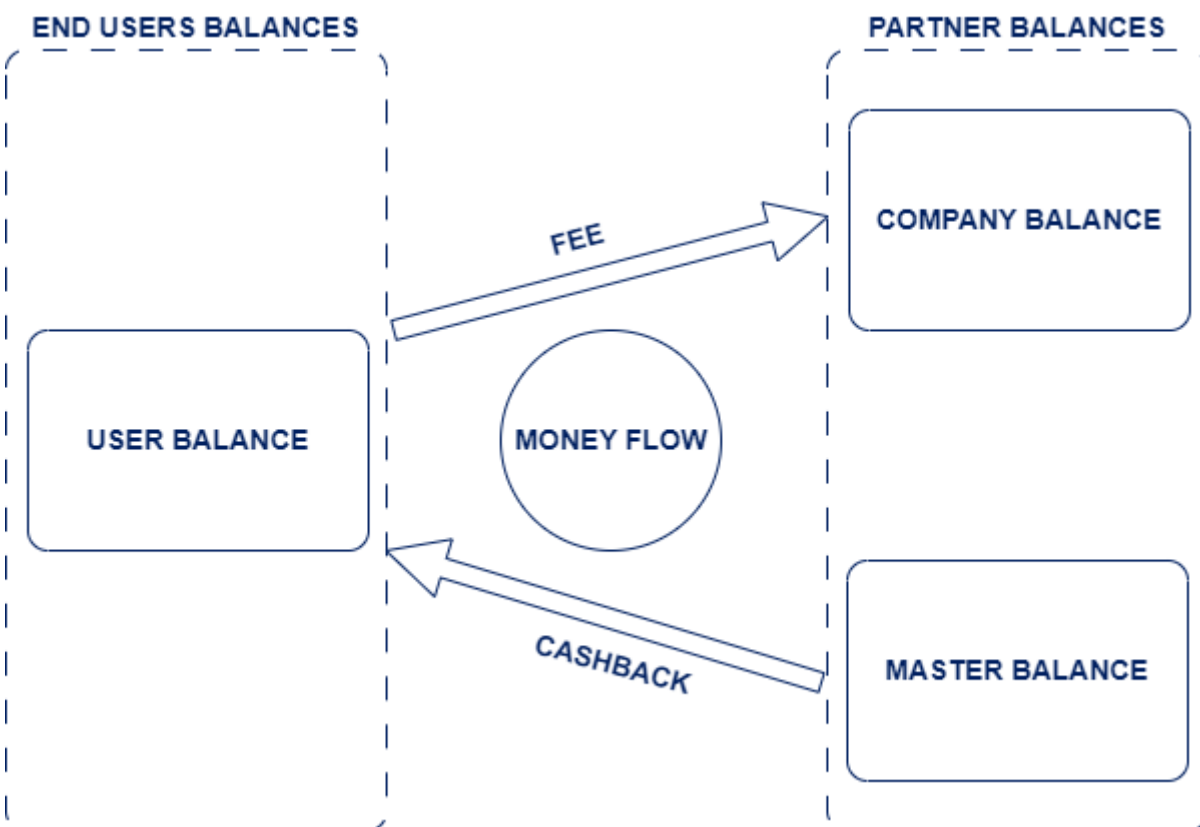 END USERS BALANCES
PARTNER BALANCES
COMPANY BALANCE
FEE
USER BALANCE
MONEY FLOW
CASHBACK
MASTER BALANCE